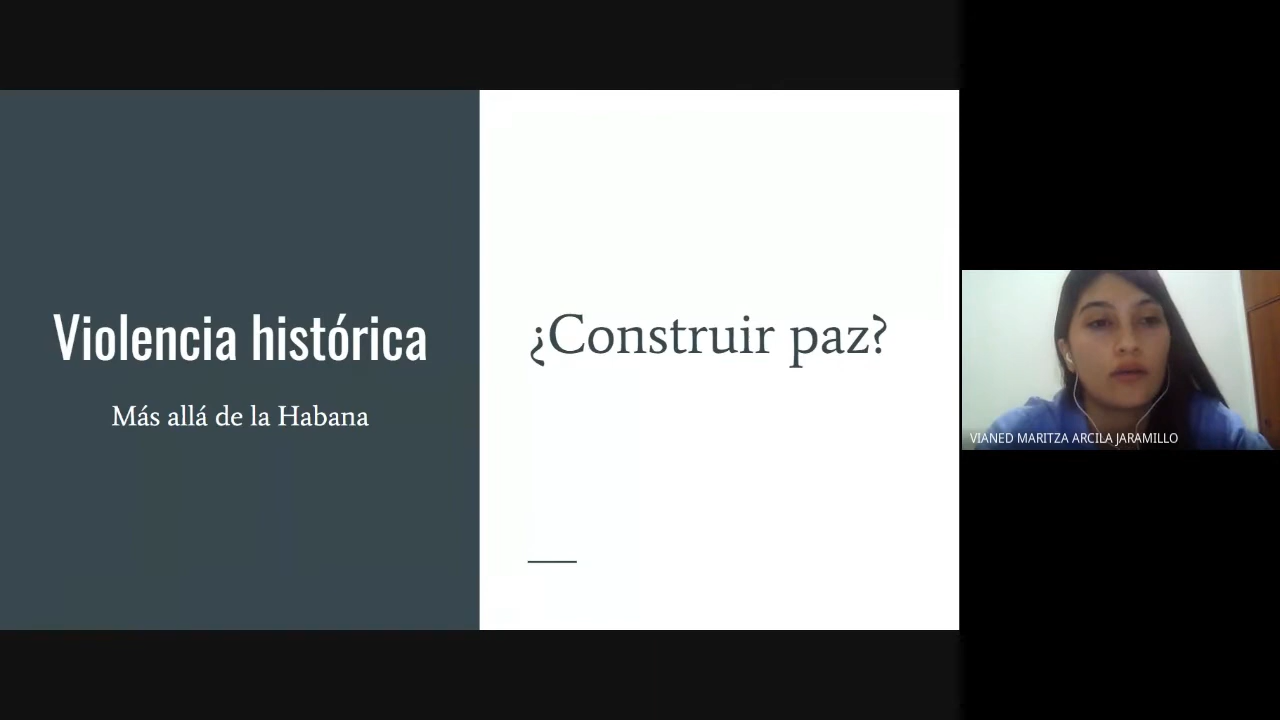 Violencia histórica
Más allá de la Habana
¿Construir paz?
VIANED MARITZA ARCILA JARAMILLO